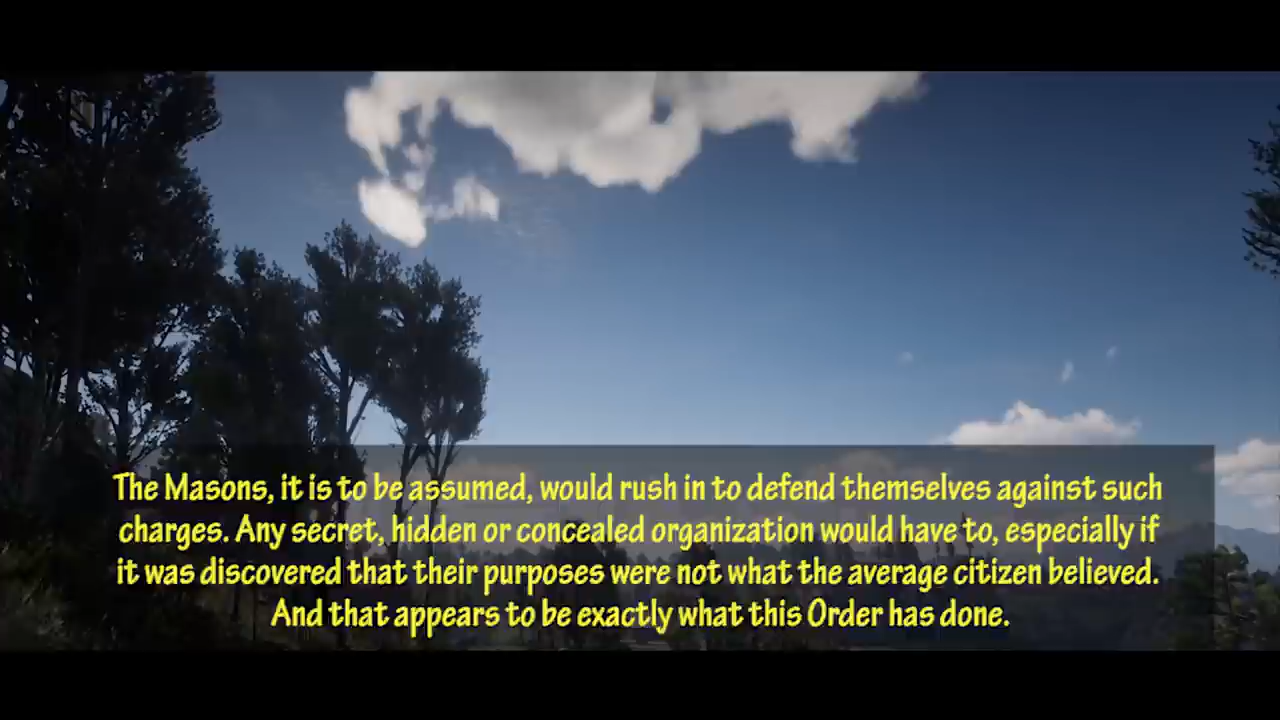 The Masons, it is to be assumed, would rush in to defend themselves against such
charges. Any secret, hidden or concealed organization would have to, especially if
it was discovered that their purposes were not what the average citizen believed.
And that appears to be exactly what this Order has done.